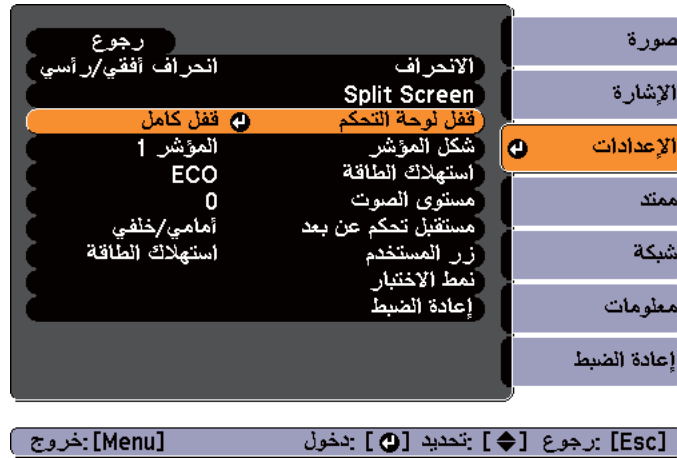 صورة
الإشارة
الإعدادات
ممتد
شبكة
معلومات
إعادة الضبط
رجوع
الانحراف انحراف أفقي/رأسي
Split Screen
قفل لوحة التحكم قفل كامل
شكل المؤشر المؤشر 1
استهلاك الطاقة ECO
مستوى الصوت 0
مستقبل تحكم عن بعد أمامي/خلفي
زر المستخدم استهلاك الطاقة
نمط الاختبار
إعادة الضبط
[Esc] :رجوع [◆] :تحديد [⏎] :دخول [Menu] :خروج